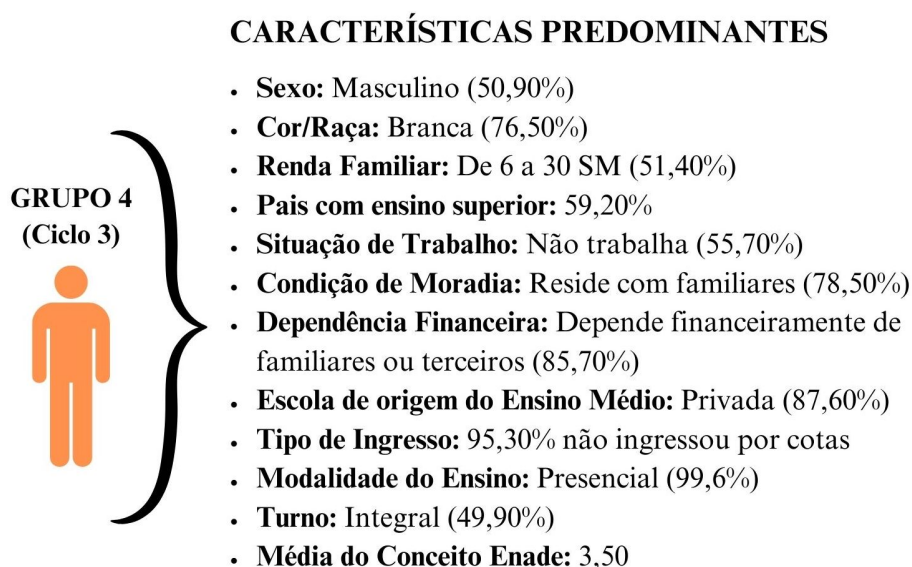 CARACTERÍSTICAS PREDOMINANTES
GRUPO 4
(Ciclo 3)
• Sexo: Masculino (50,90%)
• Cor/Raça: Branca (76,50%)
• Renda Familiar: De 6 a 30 SM (51,40%)
• Pais com ensino superior: 59,20%
• Situação de Trabalho: Não trabalha (55,70%)
• Condição de Moradia: Reside com familiares (78,50%)
• Dependência Financeira: Depende financeiramente de
familiares ou terceiros (85,70%)
• Escola de origem do Ensino Médio: Privada (87,60%)
• Tipo de Ingresso: 95,30% não ingressou por cotas
• Modalidade do Ensino: Presencial (99,6%)
• Turno: Integral (49,90%)
• Média do Conceito Enade: 3,50